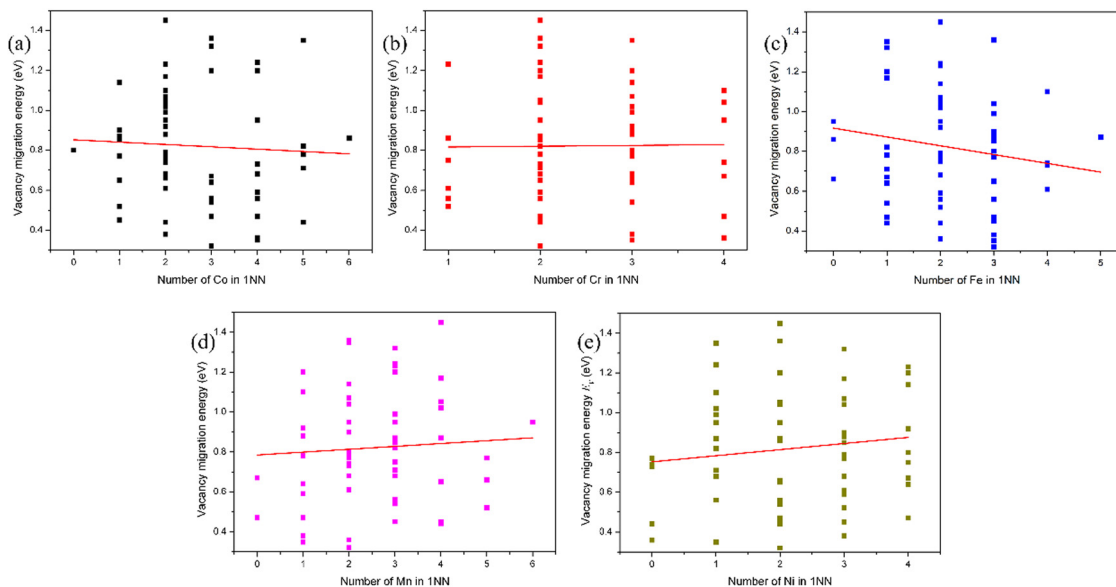 (a)
Vacancy migration energy (eV)
1.4
1.2
1.0
0.8
0.6
0.4
0 1 2 3 4 5 6
Number of Co in 1NN
(b)
Vacancy migration energy (eV)
1.4
1.2
1.0
0.8
0.6
0.4
1 2 3 4
Number of Cr in 1NN
(c)
Vacancy migration energy (eV)
1.4
1.2
1.0
0.8
0.6
0.4
0 1 2 3 4 5
Number of Fe in 1NN
(d)
Vacancy migration energy (eV)
1.4
1.2
1.0
0.8
0.6
0.4
0 1 2 3 4 5 6
Number of Mn in 1NN
(e)
Vacancy migration energy E_v (eV)
1.4
1.2
1.0
0.8
0.6
0.4
0 1 2 3 4
Number of Ni in 1NN